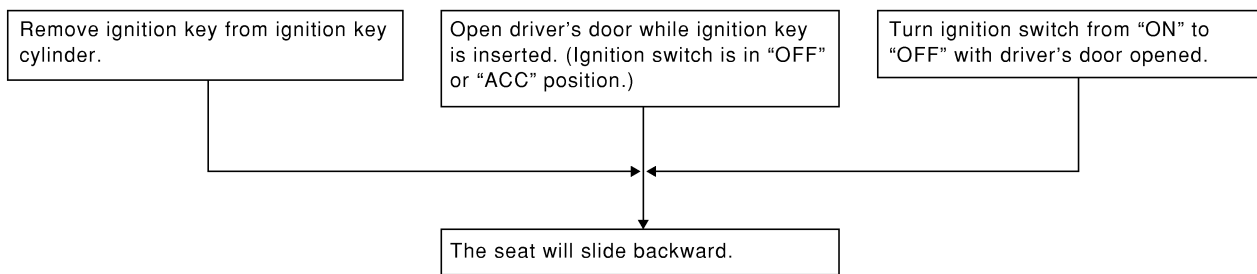 Remove ignition key from ignition key
cylinder.
Open driver's door while ignition key
is inserted. (Ignition switch is in “OFF”
or “ACC” position.)
Turn ignition switch from “ON” to
“OFF” with driver's door opened.
The seat will slide backward.